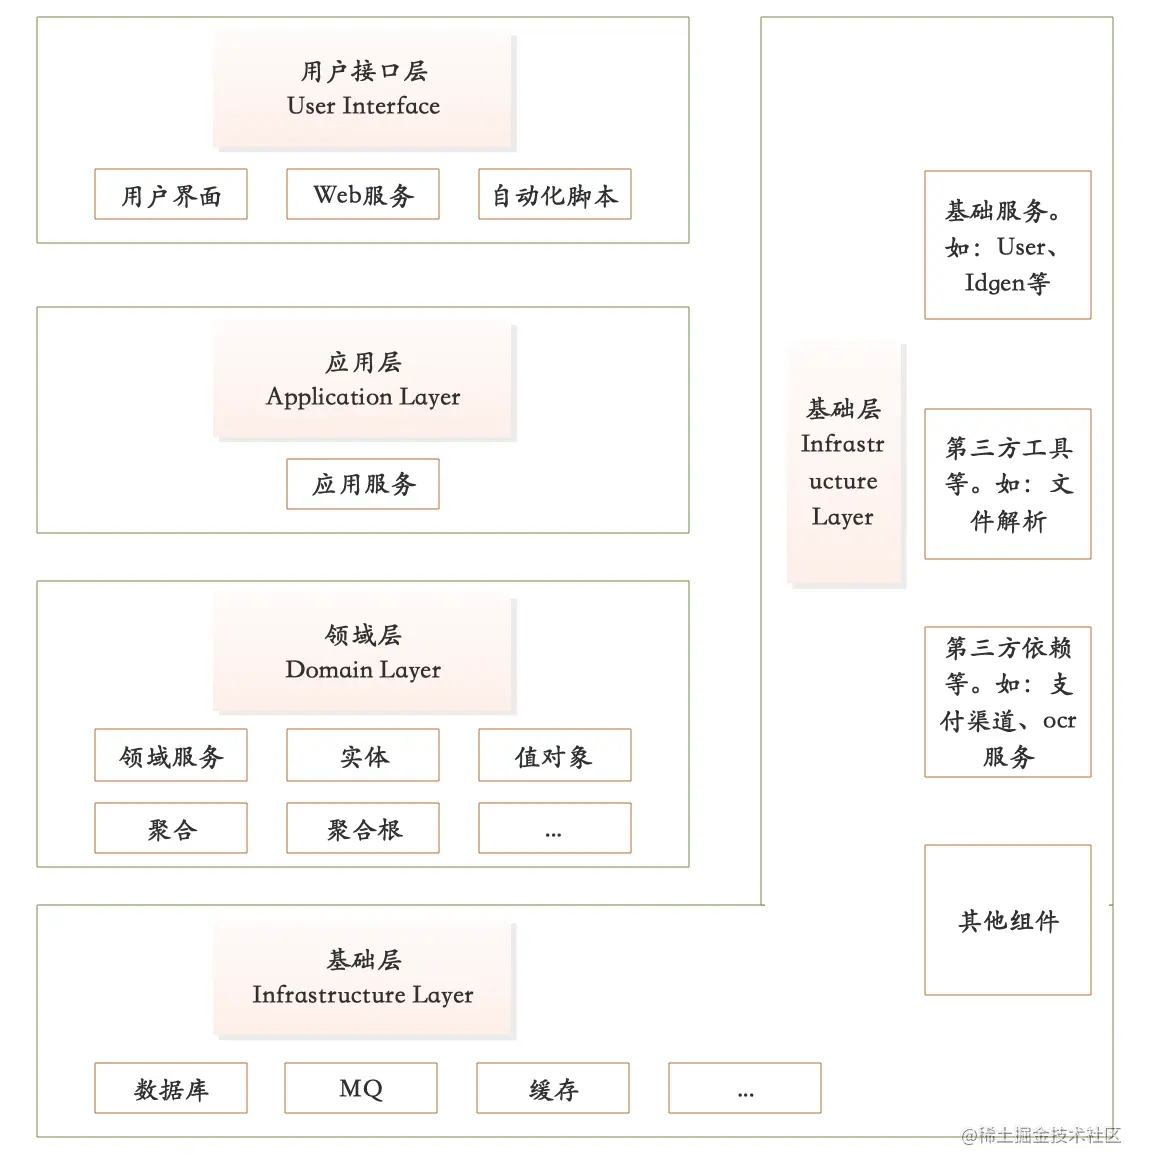 用户接口层
User Interface
用户界面
Web服务
自动化脚本
应用层
Application Layer
应用服务
领域层
Domain Layer
领域服务
实体
值对象
聚合
聚合根
...
基础层
Infrastructure Layer
数据库
MQ
缓存
...
基础层
Infrastr
ucture
Layer
基础服务。
如：User、
Idgen等
第三方工具
等。如：文
件解析
第三方依赖
等。如：支
付渠道、ocr
服务
其他组件
@稀土掘金技术社区